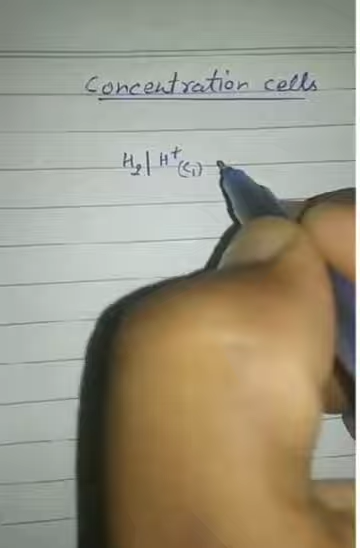 Concentration cells
H₂| H⁺(C₁)